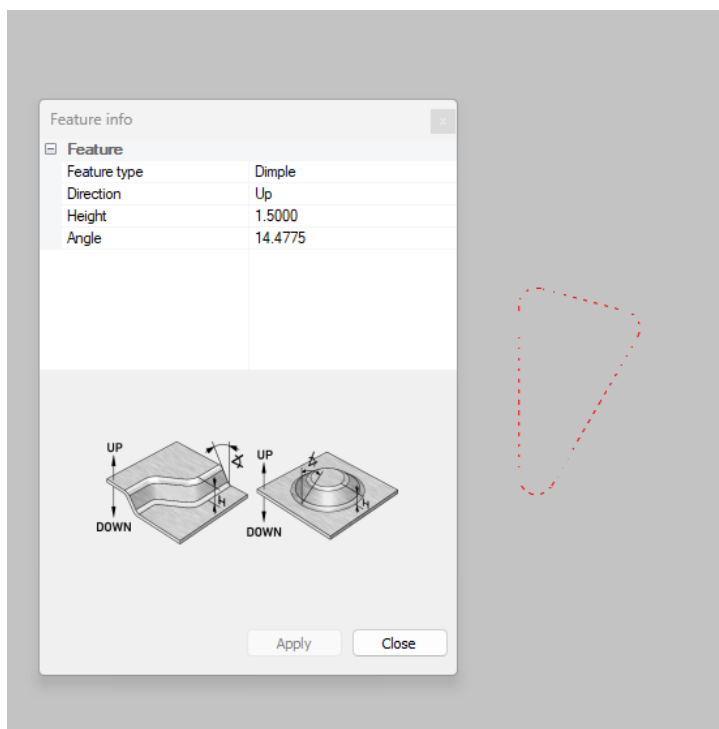 Feature info
x
Feature
Feature type Dimple
Direction Up
Height 1.5000
Angle 14.4775
UP
DOWN
H
UP
DOWN
H
Apply Close